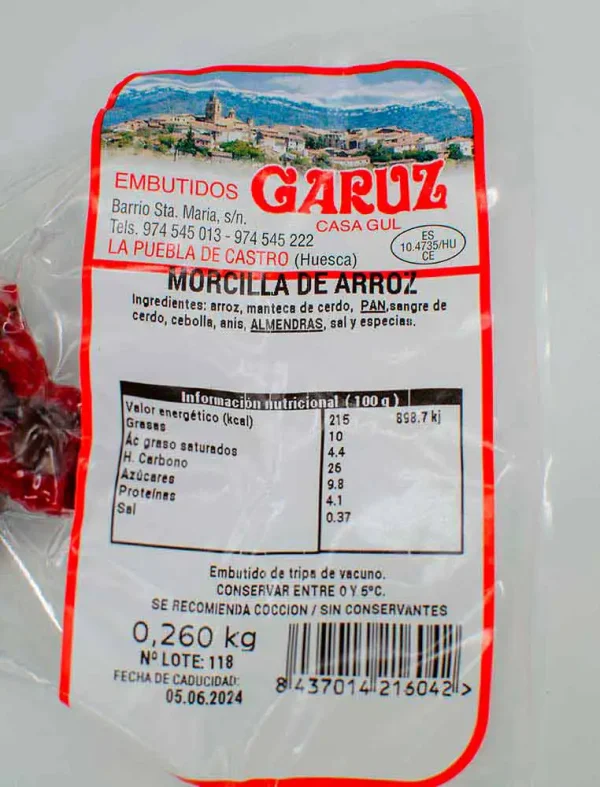 EMBUTIDOS GARUZ
Barrio Sta. María, s/n.
CASA GUL
Tels. 974 545 013 - 974 545 222
LA PUEBLA DE CASTRO (Huesca)
ES
10.4735/HU
CE
MORCILLA DE ARROZ
Ingredientes: arroz, manteca de cerdo, PAN,sangre de
cerdo, cebolla, anis, ALMENDRAS, sal y especias.
Información nutricional ( 100 g )
Valor energético (kcal) 215 898.7 kj
Grasas 10
Ác graso saturados 4.4
H. Carbono 26
Azúcares 9.8
Proteínas 4.1
Sal 0.37
Embutido de tripa de vacuno.
CONSERVAR ENTRE 0 Y 5ºC.
SE RECOMIENDA COCCION / SIN CONSERVANTES
0,260 kg
Nº LOTE: 118
FECHA DE CADUCIDAD:
05.06.2024
8 437014 216042 >